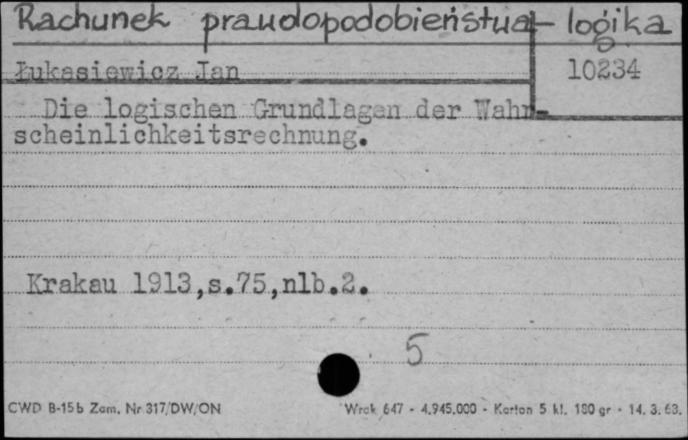 Rachunek prawdopodobieństwa - logika
Łukasiewicz Jan
10234
Die logischen Grundlagen der Wahr-
scheinlichkeitsrechnung.
Krakau 1913,s.75,nlb.2.
5
CWD B-15b Zam. Nr 317/DW/ON Wrok 647 - 4.945.000 - Karton 5 kl. 180 gr - 14. 3. 63.